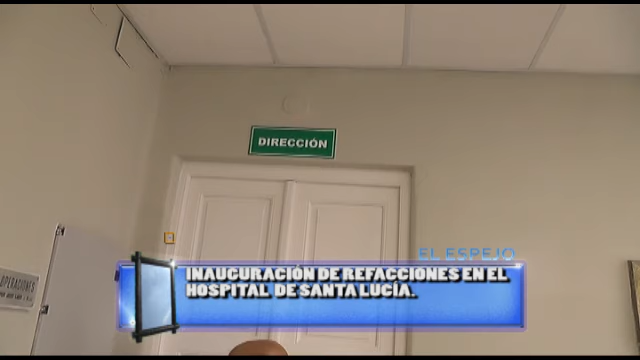 DIRECCIÓN
EL ESPEJO
INAUGURACIÓN DE REFACCIONES EN EL
HOSPITAL DE SANTA LUCÍA.
OPERACIONES